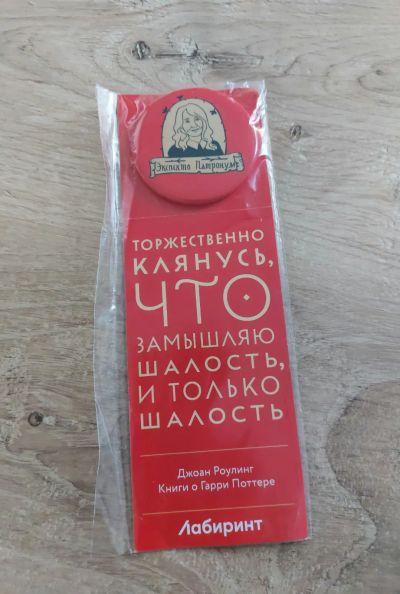 Экспекто Патронум
ТОРЖЕСТВЕННО
КЛЯНУСЬ,
ЧТО
ЗАМЫШЛЯЮ
ШАЛОСТЬ,
И ТОЛЬКО
ШАЛОСТЬ
Джоан Роулинг
Книги о Гарри Поттере
Лабиринт